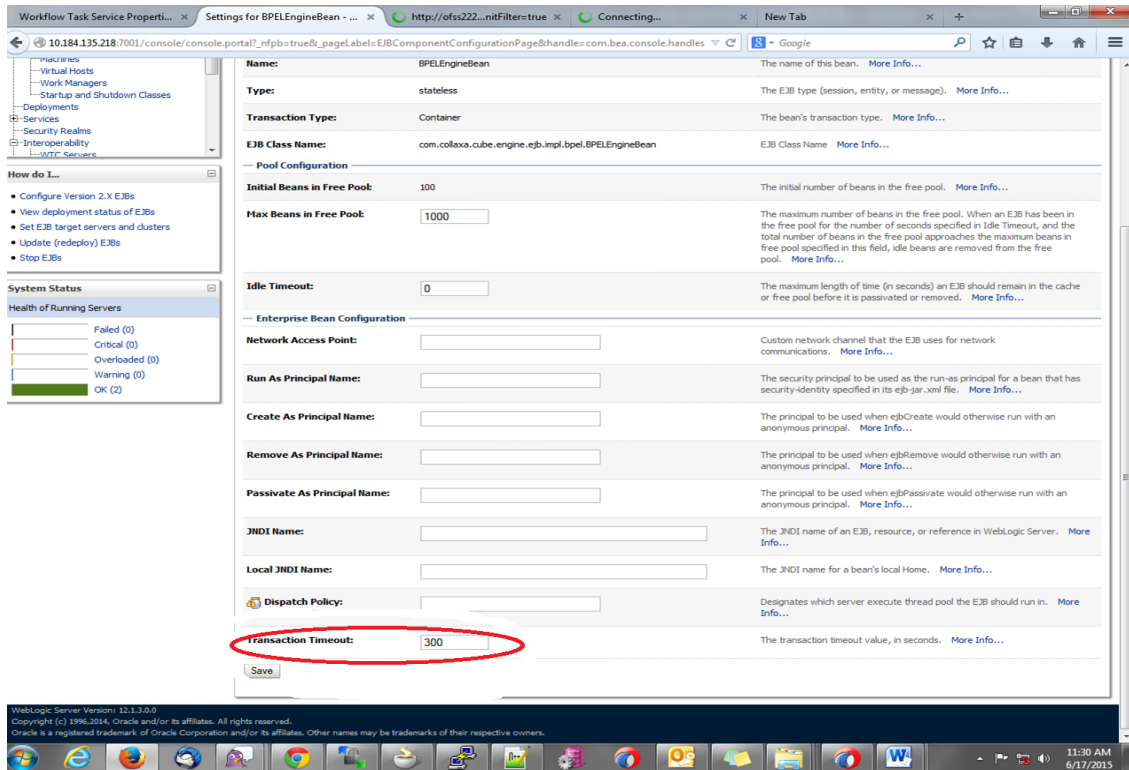 Workflow Task Service Properti... × Settings for BPELEngineBean - ... × http://ofss222...nitFilter=true × Connecting... × New Tab × +
10.184.135.218:7001/console/console.portal?_nfpb=true&_pageLabel=EJBComponentConfigurationPage&handle=com.bea.console.handles Google
Machines
Virtual Hosts
Work Managers
Startup and Shutdown Classes
Deployments
Services
Security Realms
Interoperability
WTC Servers
How do I...
Configure Version 2.X EJBs
View deployment status of EJBs
Set EJB target servers and clusters
Update (redeploy) EJBs
Stop EJBs
System Status
Health of Running Servers
Failed (0)
Critical (0)
Overloaded (0)
Warning (0)
OK (2)
Name: BPELEngineBean The name of this bean. More Info...
Type: stateless The EJB type (session, entity, or message). More Info...
Transaction Type: Container The bean's transaction type. More Info...
EJB Class Name: com.collaxa.cube.engine.ejb.impl.bpel.BPELEngineBean EJB Class Name More Info...
Pool Configuration
Initial Beans in Free Pool: 100 The initial number of beans in the free pool. More Info...
Max Beans in Free Pool: 1000 The maximum number of beans in the free pool. When an EJB has been in
the free pool for the number of seconds specified in Idle Timeout, and the
total number of beans in the free pool approaches the maximum beans in
free pool specified in this field, idle beans are removed from the free
pool. More Info...
Idle Timeout: 0 The maximum length of time (in seconds) an EJB should remain in the cache
or free pool before it is passivated or removed. More Info...
Enterprise Bean Configuration
Network Access Point: Custom network channel that the EJB uses for network
communications. More Info...
Run As Principal Name: The security principal to be used as the run-as principal for a bean that has
security-identity specified in its ejb-jar.xml file. More Info...
Create As Principal Name: The principal to be used when ejbCreate would otherwise run with an
anonymous principal. More Info...
Remove As Principal Name: The principal to be used when ejbRemove would otherwise run with an
anonymous principal. More Info...
Passivate As Principal Name: The principal to be used when ejbPassivate would otherwise run with an
anonymous principal. More Info...
JNDI Name: The JNDI name of an EJB, resource, or reference in WebLogic Server. More
Info...
Local JNDI Name: The JNDI name for a bean's local Home. More Info...
Dispatch Policy: Designates which server execute thread pool the EJB should run in. More
Info...
Transaction Timeout: 300 The transaction timeout value, in seconds. More Info...
Save
WebLogic Server Version: 12.1.3.0.0
Copyright (c) 1996,2014, Oracle and/or its affiliates. All rights reserved.
Oracle is a registered trademark of Oracle Corporation and/or its affiliates. Other names may be trademarks of their respective owners.
11:30 AM
6/17/2015